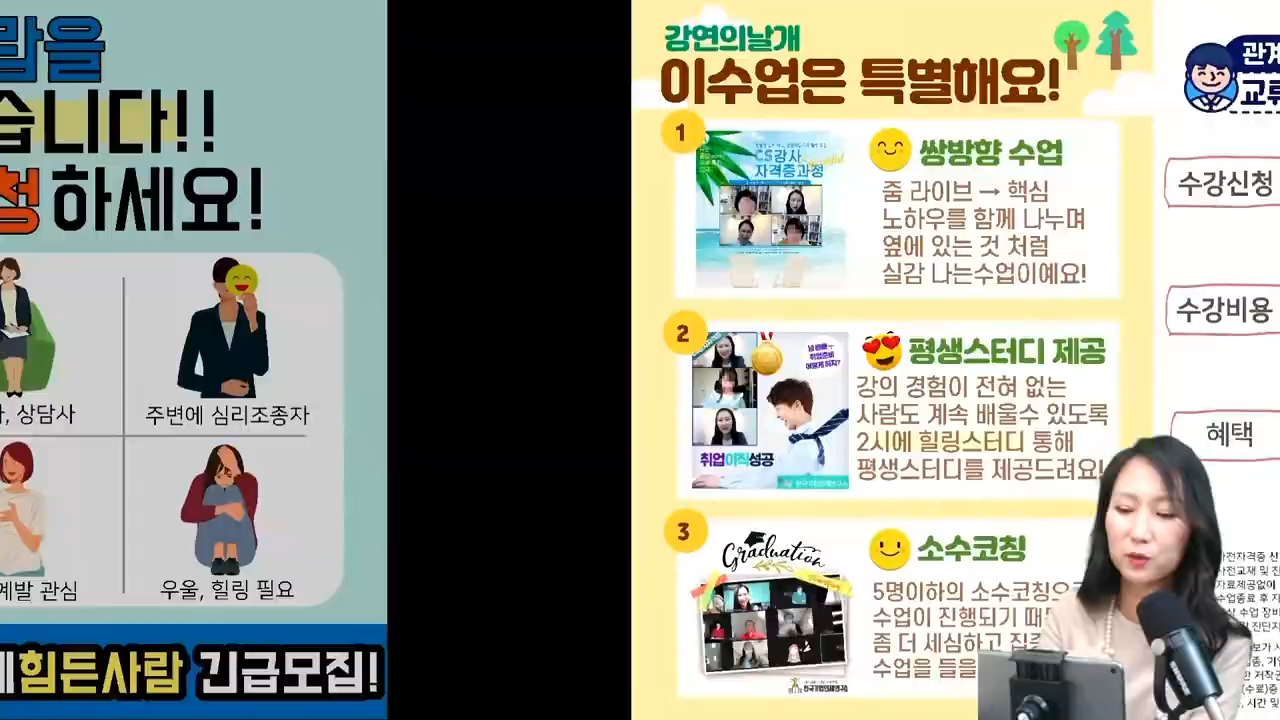 랍을
습니다!!
청하세요!
, 상담사
주변에 심리조종자
계발 관심
우울, 힐링 필요
힘든사람 긴급모집!
강연의날개
이수업은 특별해요!
1
CS강사
자격증과정
쌍방향 수업
줌 라이브 → 핵심
노하우를 함께 나누며
옆에 있는 것 처럼
실감 나는수업이예요!
2
취업이직성공
평생스터디 제공
강의 경험이 전혀 없는
사람도 계속 배울수 있도록
2시에 힐링스터디 통해
평생스터디를 제공드려요!
3
Graduation
소수코칭
5명이하의 소수코칭으
수업이 진행되기 때
좀 더 세심하고 집
수업을 들을
관계
교류
수강신청
수강비용
혜택